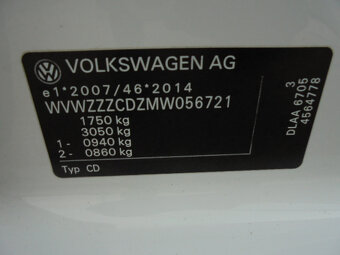 VOLKSWAGEN AG
e1*2007/46*2014
WVWZZZCDZMW056721
1750 kg
3050 kg
1- 0940 kg
2- 0860 kg
Typ CD
3
DLAA 6705
4564778